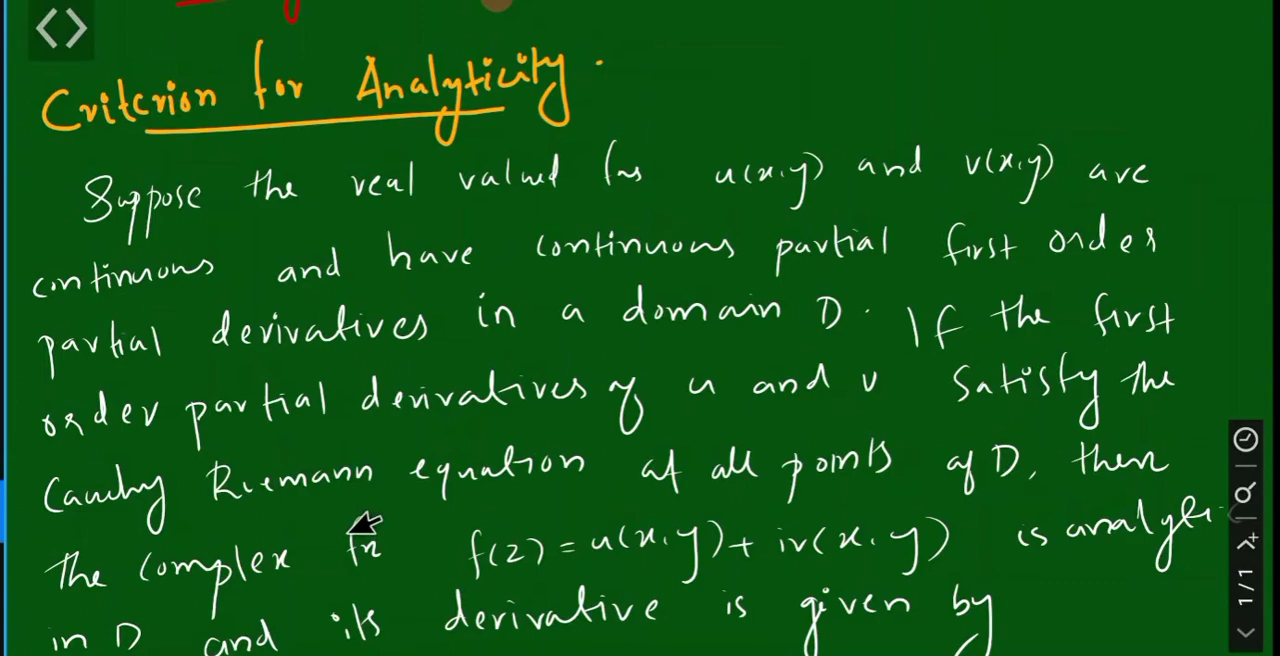 Criterion for Analyticity.
Suppose the real valued fns u(x,y) and v(x,y) are
continuous and have continuous partial first order
partial derivatives in a domain D. If the first
order partial derivatives of u and v satisfy the
Cauchy Riemann equation at all points of D, then
the complex fn f(z) = u(x,y) + iv(x,y) is analytic
in D and its derivative is given by
1/1